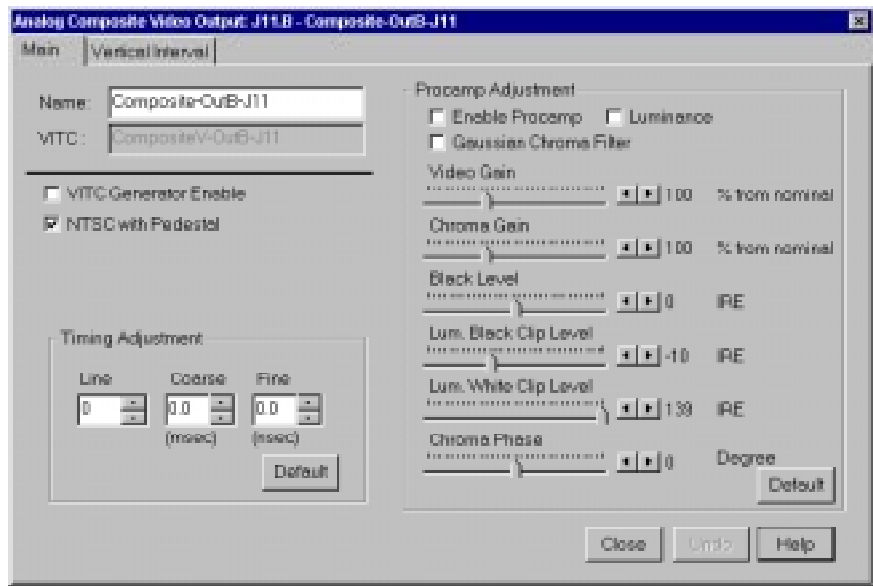 Analog Composite Video Output: J11.B - Composite-OutB-J11
Main
Vertical Interval
Name:
Composite-OutB-J11
VITC:
CompositeV-OutB-J11
VITC Generator Enable
NTSC with Pedestal
Timing Adjustment
Line
Coarse
Fine
0
0.0
0.0
(msec)
(nsec)
Default
Procamp Adjustment
Enable Procamp
Luminance
Gaussian Chroma Filter
Video Gain
100
% from nominal
Chroma Gain
100
% from nominal
Black Level
0
IRE
Lum. Black Clip Level
-10
IRE
Lum. White Clip Level
139
IRE
Chroma Phase
0
Degree
Default
Close
Undo
Help